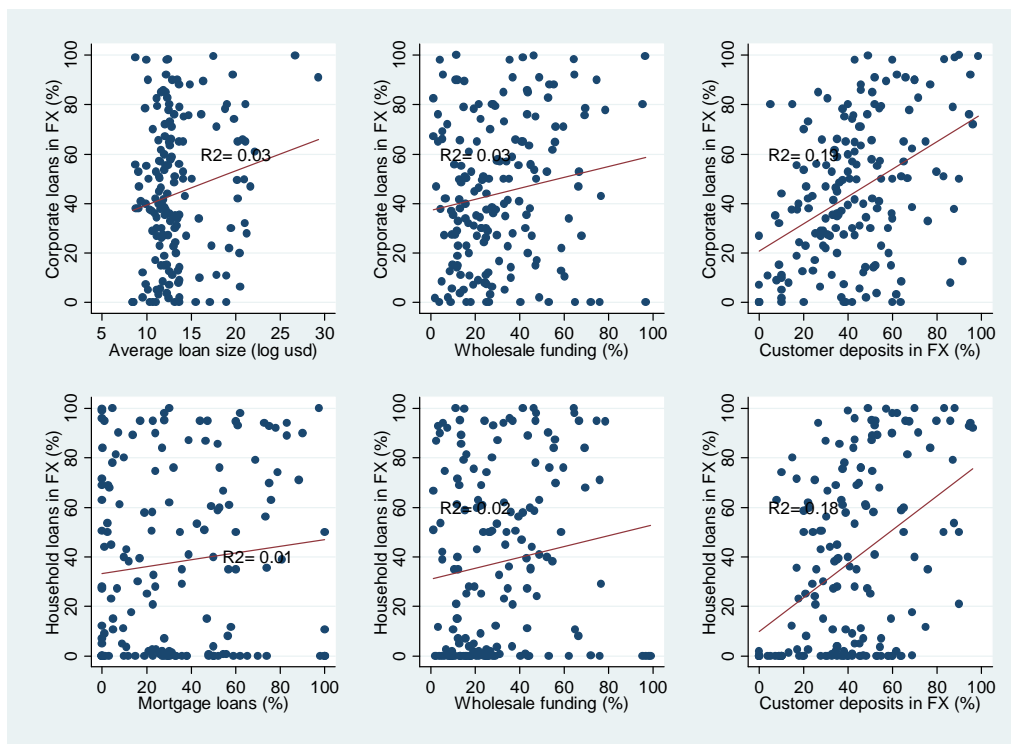 Corporate loans in FX (%)
0 20 40 60 80 100
R2= 0.03
5 10 15 20 25 30
Average loan size (log usd)
Corporate loans in FX (%)
0 20 40 60 80 100
R2= 0.03
0 20 40 60 80 100
Wholesale funding (%)
Corporate loans in FX (%)
0 20 40 60 80 100
R2= 0.19
0 20 40 60 80 100
Customer deposits in FX (%)
Household loans in FX (%)
0 20 40 60 80 100
R2= 0.01
0 20 40 60 80 100
Mortgage loans (%)
Household loans in FX (%)
0 20 40 60 80 100
R2= 0.02
0 20 40 60 80 100
Wholesale funding (%)
Household loans in FX (%)
0 20 40 60 80 100
R2= 0.18
0 20 40 60 80 100
Customer deposits in FX (%)